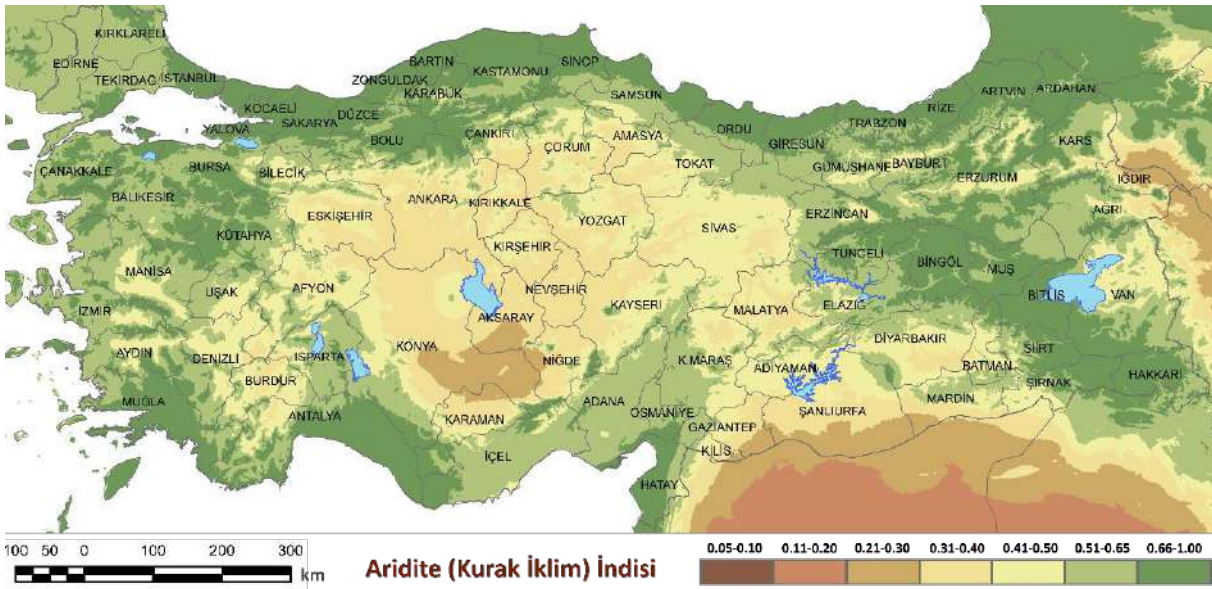 KIRKLARELİ
EDİRNE
TEKİRDAĞ
İSTANBUL
KOCAELİ
YALOVA
SAKARYA
DÜZCE
ZONGULDAK
BARTIN
KARABÜK
KASTAMONU
SİNOP
SAMSUN
BOLU
ÇANKIRI
ÇORUM
AMASYA
TOKAT
ORDU
GİRESUN
TRABZON
RİZE
ARTVİN
ARDAHAN
GÜMÜŞHANE
BAYBURT
ERZURUM
KARS
IĞDIR
AĞRI
ÇANAKKALE
BURSA
BİLECİK
BALIKESİR
ESKİŞEHİR
ANKARA
KIRIKKALE
YOZGAT
SİVAS
ERZİNCAN
TUNCELİ
BİNGÖL
MUŞ
BİTLİS
VAN
KÜTAHYA
KIRŞEHİR
MANİSA
UŞAK
AFYON
NEVŞEHİR
KAYSERİ
MALATYA
ELAZIĞ
İZMİR
AKSARAY
DİYARBAKIR
AYDIN
DENİZLİ
ISPARTA
KONYA
NİĞDE
K.MARAŞ
ADIYAMAN
BATMAN
SİİRT
ŞIRNAK
HAKKARİ
BURDUR
MUĞLA
ANTALYA
KARAMAN
ADANA
OSMANİYE
ŞANLIURFA
MARDİN
GAZİANTEP
KİLİS
İÇEL
HATAY
100 50 0 100 200 300
km
Aridite (Kurak İklim) İndisi
0.05-0.10 0.11-0.20 0.21-0.30 0.31-0.40 0.41-0.50 0.51-0.65 0.66-1.00